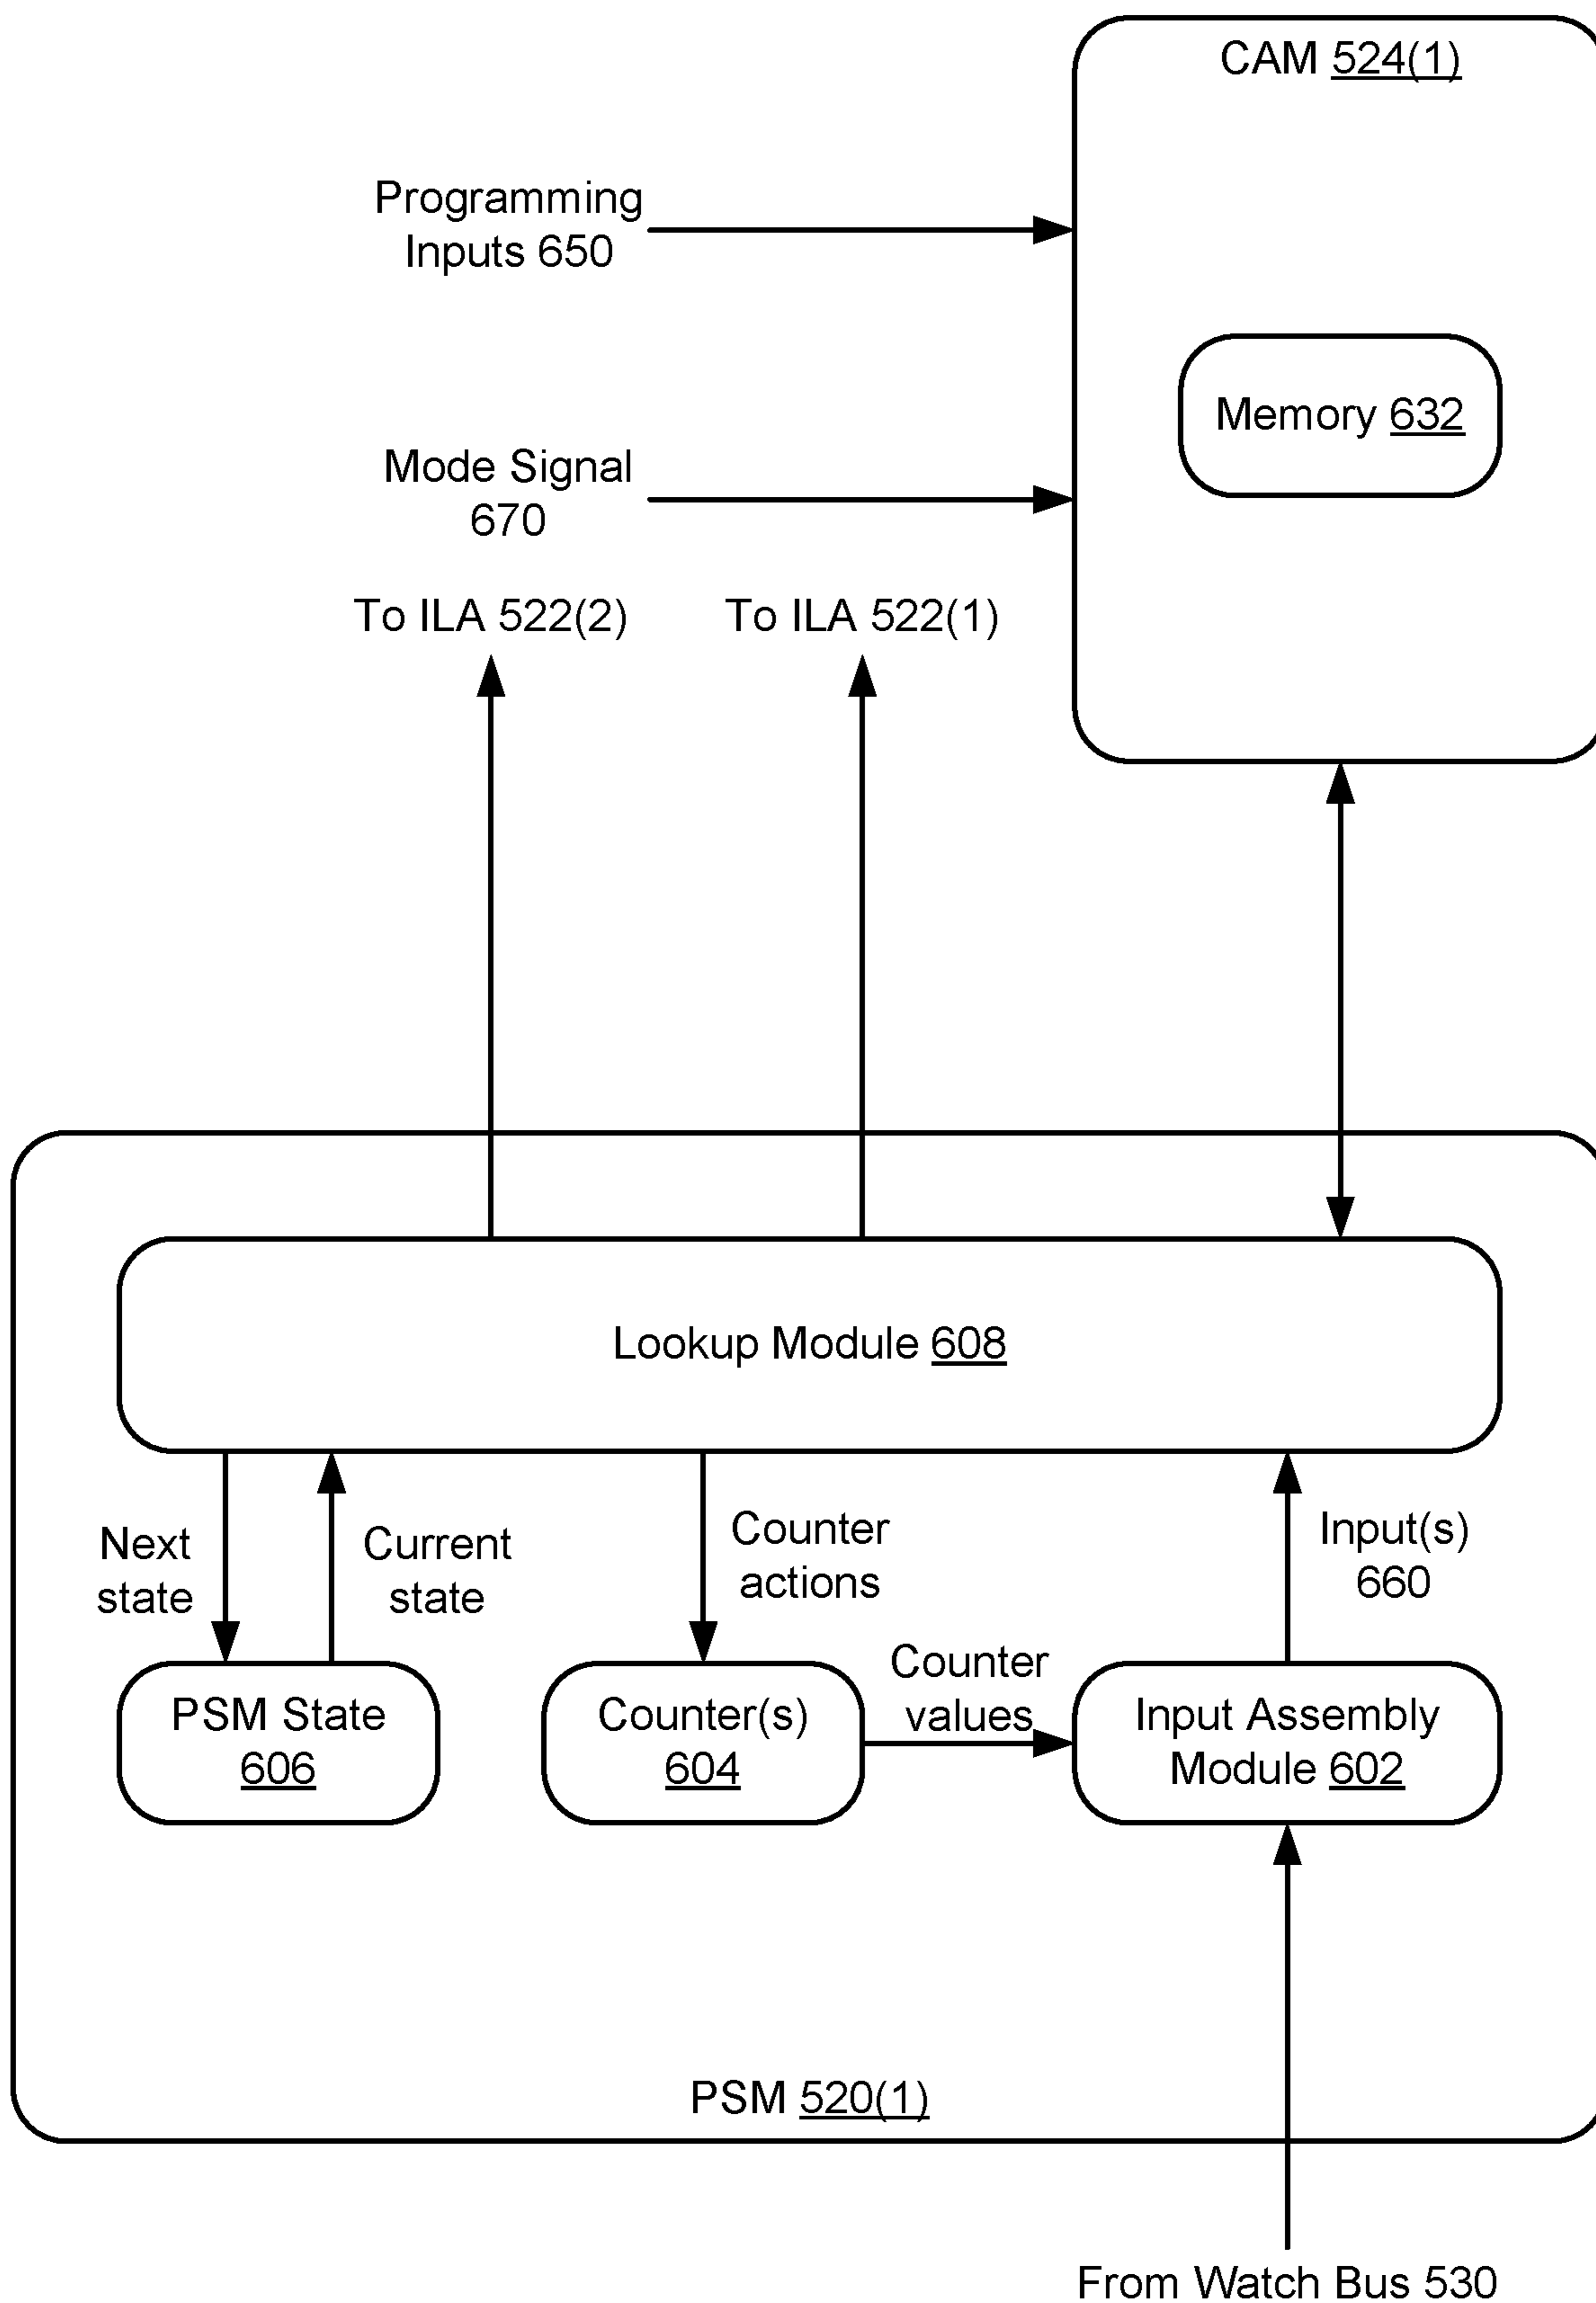 CAM 524(1)
Programming
Inputs 650
Memory 632
Mode Signal
670
To ILA 522(2)
To ILA 522(1)
Lookup Module 608
Next
state
Current
state
Counter
actions
Input(s)
660
PSM State
606
Counter(s)
604
Counter
values
Input Assembly
Module 602
PSM 520(1)
From Watch Bus 530